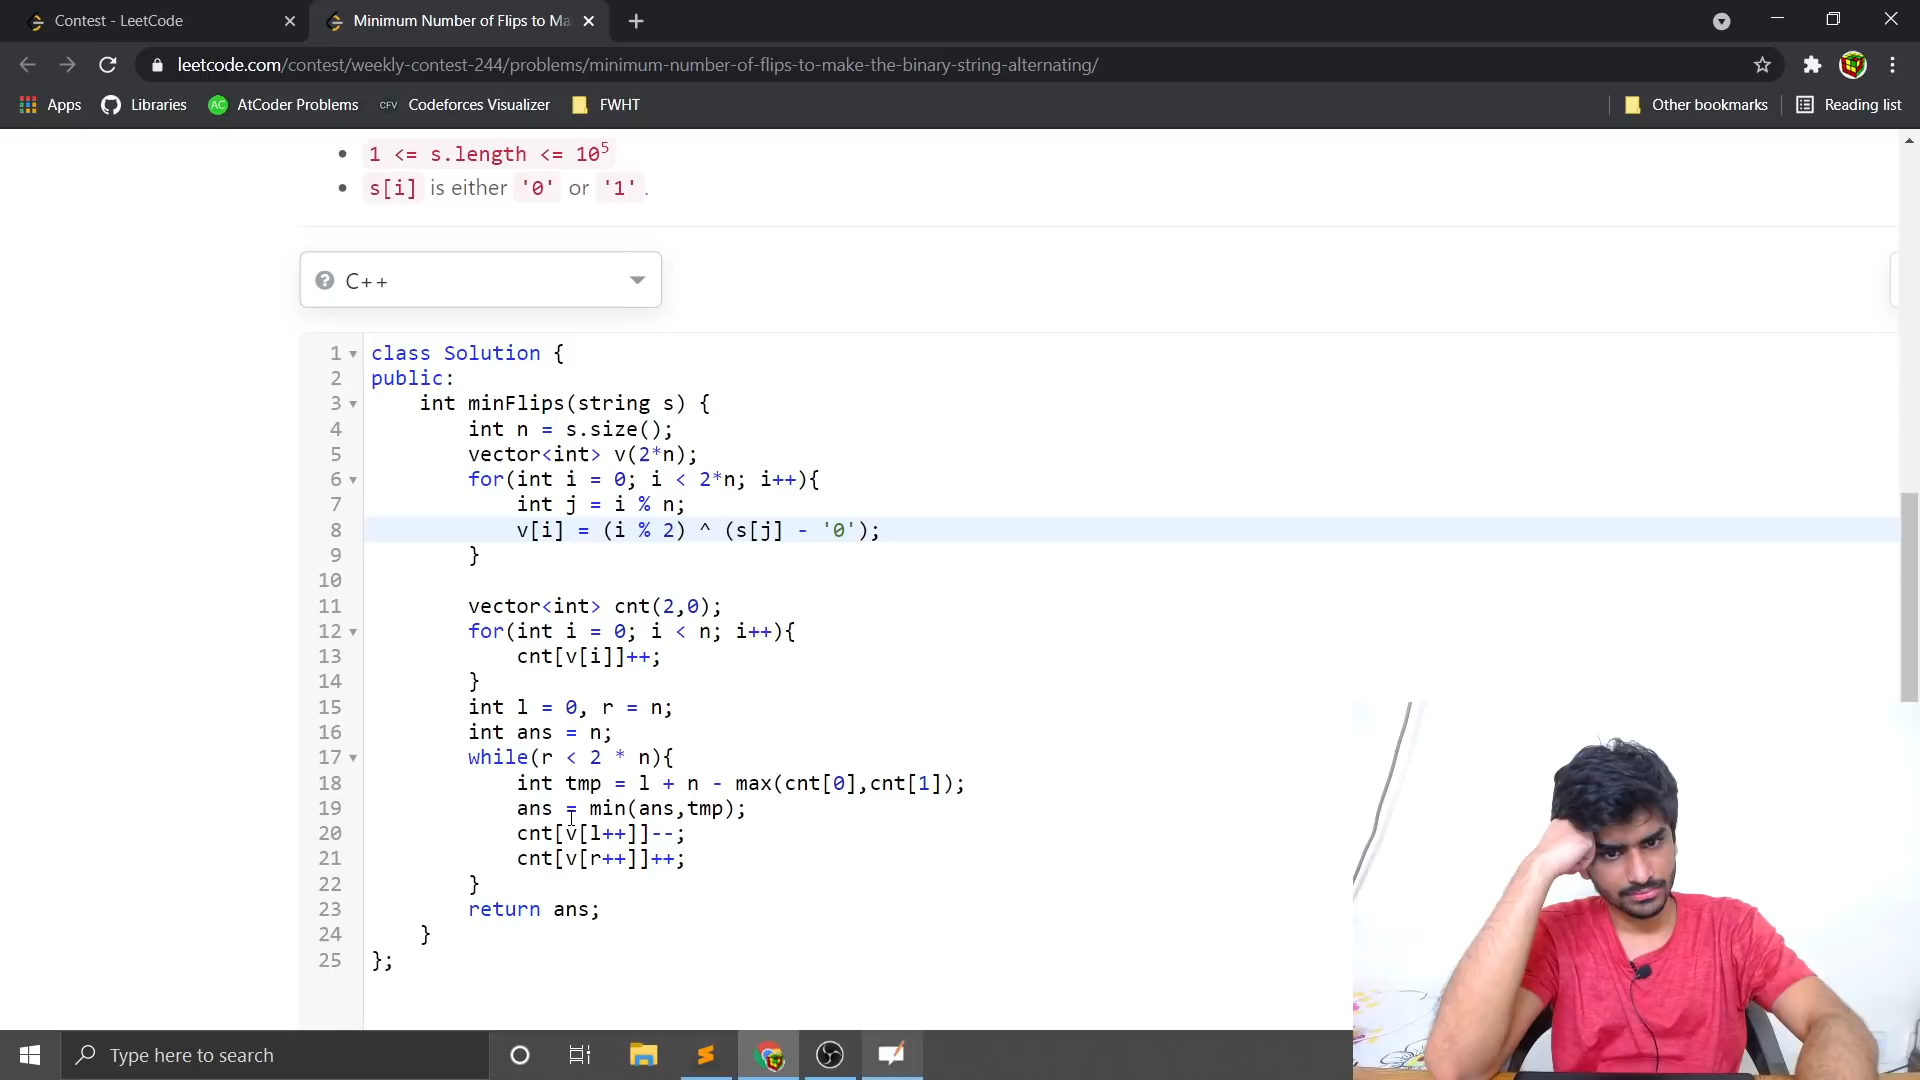 Contest - LeetCode
Minimum Number of Flips to Ma
leetcode.com/contest/weekly-contest-244/problems/minimum-number-of-flips-to-make-the-binary-string-alternating/
Apps
Libraries
AC
AtCoder Problems
CFV
Codeforces Visualizer
FWHT
Other bookmarks
Reading list
1 <= s.length <= 10⁵
s[i] is either '0' or '1'.
? C++
1 class Solution {
2 public:
3     int minFlips(string s) {
4         int n = s.size();
5         vector<int> v(2*n);
6         for(int i = 0; i < 2*n; i++){
7             int j = i % n;
8             v[i] = (i % 2) ^ (s[j] - '0');
9         }
10
11         vector<int> cnt(2,0);
12         for(int i = 0; i < n; i++){
13             cnt[v[i]]++;
14         }
15         int l = 0, r = n;
16         int ans = n;
17         while(r < 2 * n){
18             int tmp = l + n - max(cnt[0],cnt[1]);
19             ans = min(ans,tmp);
20             cnt[v[l++]]--;
21             cnt[v[r++]]++;
22         }
23         return ans;
24     }
25 };
Type here to search